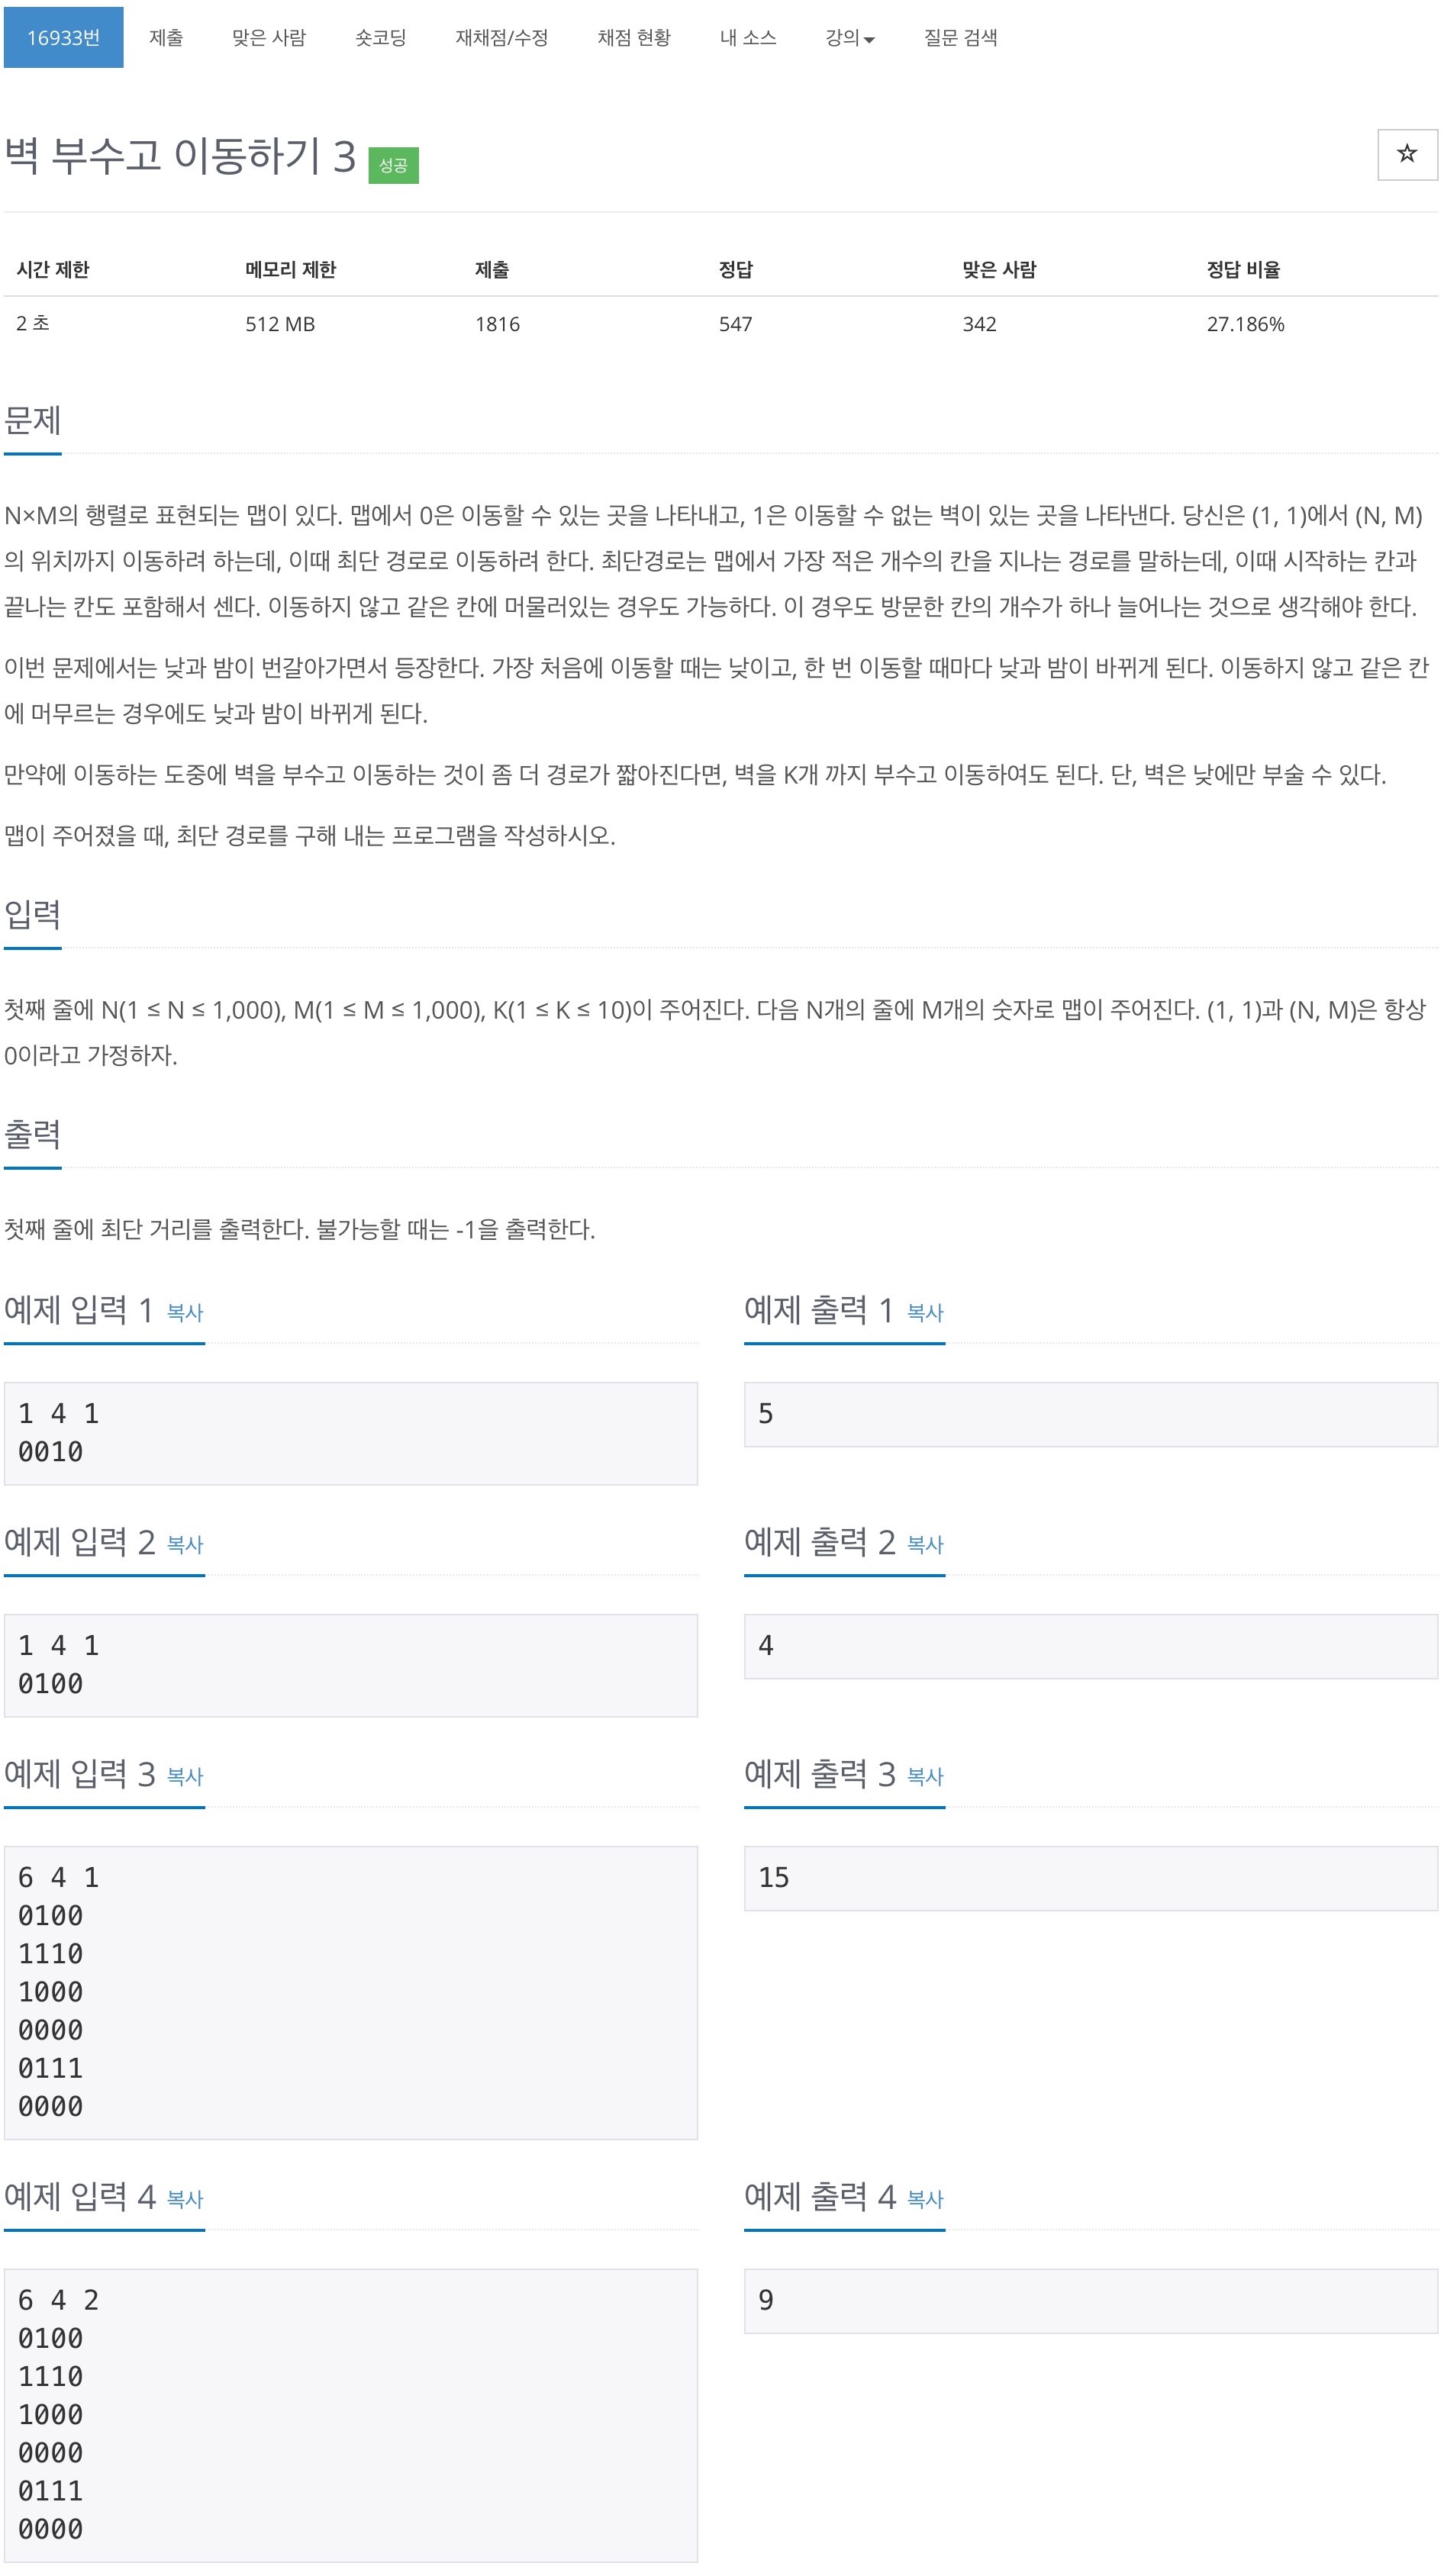 16933번 제출 맞은 사람 숏코딩 재채점/수정 채점 현황 내 소스 강의 질문 검색
벽 부수고 이동하기 3 성공
시간 제한 메모리 제한 제출 정답 맞은 사람 정답 비율
2 초 512 MB 1816 547 342 27.186%
문제
N×M의 행렬로 표현되는 맵이 있다. 맵에서 0은 이동할 수 있는 곳을 나타내고, 1은 이동할 수 없는 벽이 있는 곳을 나타낸다. 당신은 (1, 1)에서 (N, M)
의 위치까지 이동하려 하는데, 이때 최단 경로로 이동하려 한다. 최단경로는 맵에서 가장 적은 개수의 칸을 지나는 경로를 말하는데, 이때 시작하는 칸과
끝나는 칸도 포함해서 센다. 이동하지 않고 같은 칸에 머물러있는 경우도 가능하다. 이 경우도 방문한 칸의 개수가 하나 늘어나는 것으로 생각해야 한다.
이번 문제에서는 낮과 밤이 번갈아가면서 등장한다. 가장 처음에 이동할 때는 낮이고, 한 번 이동할 때마다 낮과 밤이 바뀌게 된다. 이동하지 않고 같은 칸
에 머무르는 경우에도 낮과 밤이 바뀌게 된다.
만약에 이동하는 도중에 벽을 부수고 이동하는 것이 좀 더 경로가 짧아진다면, 벽을 K개 까지 부수고 이동하여도 된다. 단, 벽은 낮에만 부술 수 있다.
맵이 주어졌을 때, 최단 경로를 구해 내는 프로그램을 작성하시오.
입력
첫째 줄에 N(1 ≤ N ≤ 1,000), M(1 ≤ M ≤ 1,000), K(1 ≤ K ≤ 10)이 주어진다. 다음 N개의 줄에 M개의 숫자로 맵이 주어진다. (1, 1)과 (N, M)은 항상
0이라고 가정하자.
출력
첫째 줄에 최단 거리를 출력한다. 불가능할 때는 -1을 출력한다.
예제 입력 1 복사 예제 출력 1 복사
1 4 1 5
0010
예제 입력 2 복사 예제 출력 2 복사
1 4 1 4
0100
예제 입력 3 복사 예제 출력 3 복사
6 4 1 15
0100
1110
1000
0000
0111
0000
예제 입력 4 복사 예제 출력 4 복사
6 4 2 9
0100
1110
1000
0000
0111
0000